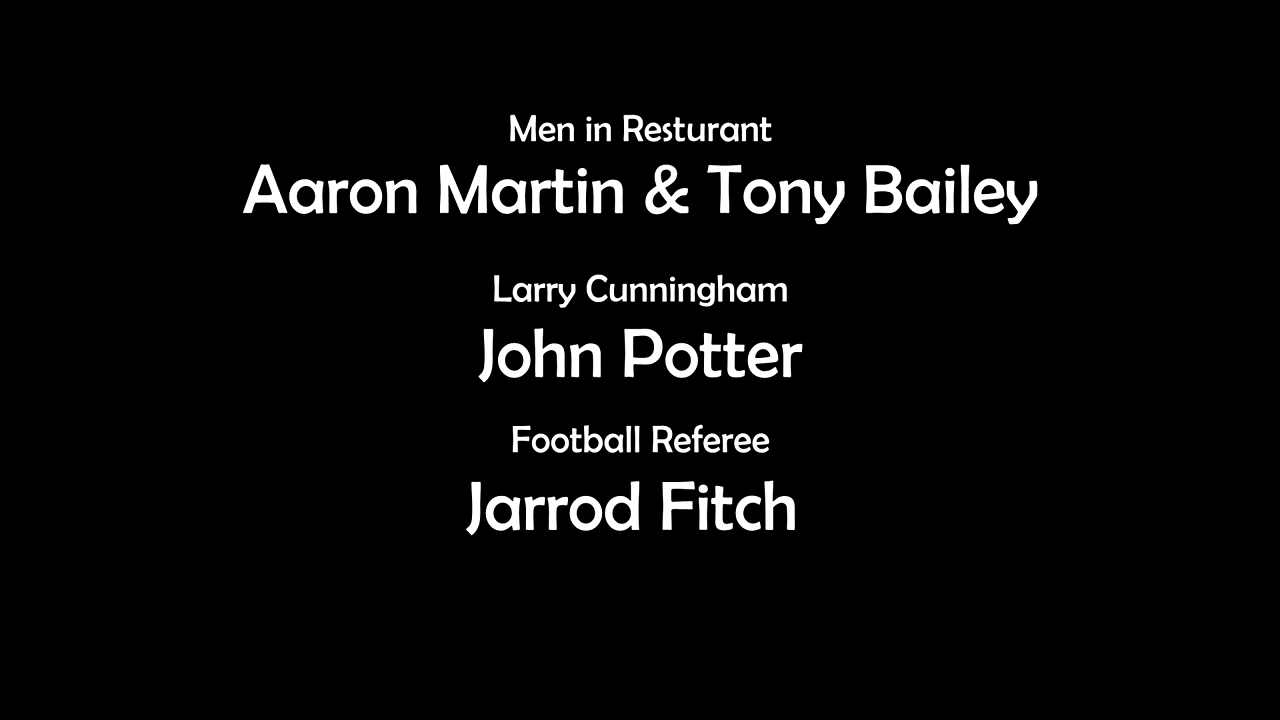 Men in Resturant
Aaron Martin & Tony Bailey
Larry Cunningham
John Potter
Football Referee
Jarrod Fitch